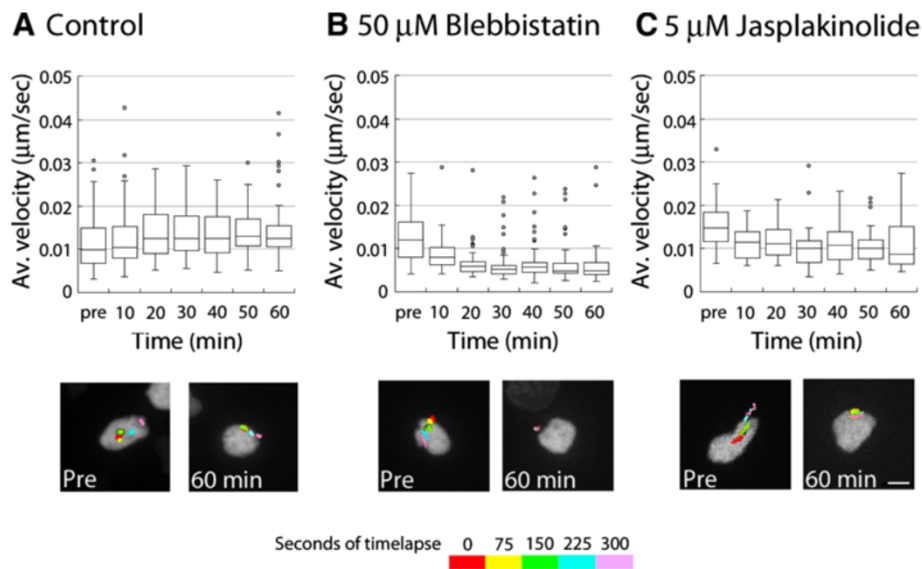 A Control
B 50 μM Blebbistatin
C 5 μM Jasplakinolide
Av. velocity (μm/sec)
0.05
0.04
0.03
0.02
0.01
0
pre 10 20 30 40 50 60
Time (min)
Av. velocity (μm/sec)
0.05
0.04
0.03
0.02
0.01
0
pre 10 20 30 40 50 60
Time (min)
Av. velocity (μm/sec)
0.05
0.04
0.03
0.02
0.01
0
pre 10 20 30 40 50 60
Time (min)
Pre
60 min
Pre
60 min
Pre
60 min
Seconds of timelapse 0 75 150 225 300